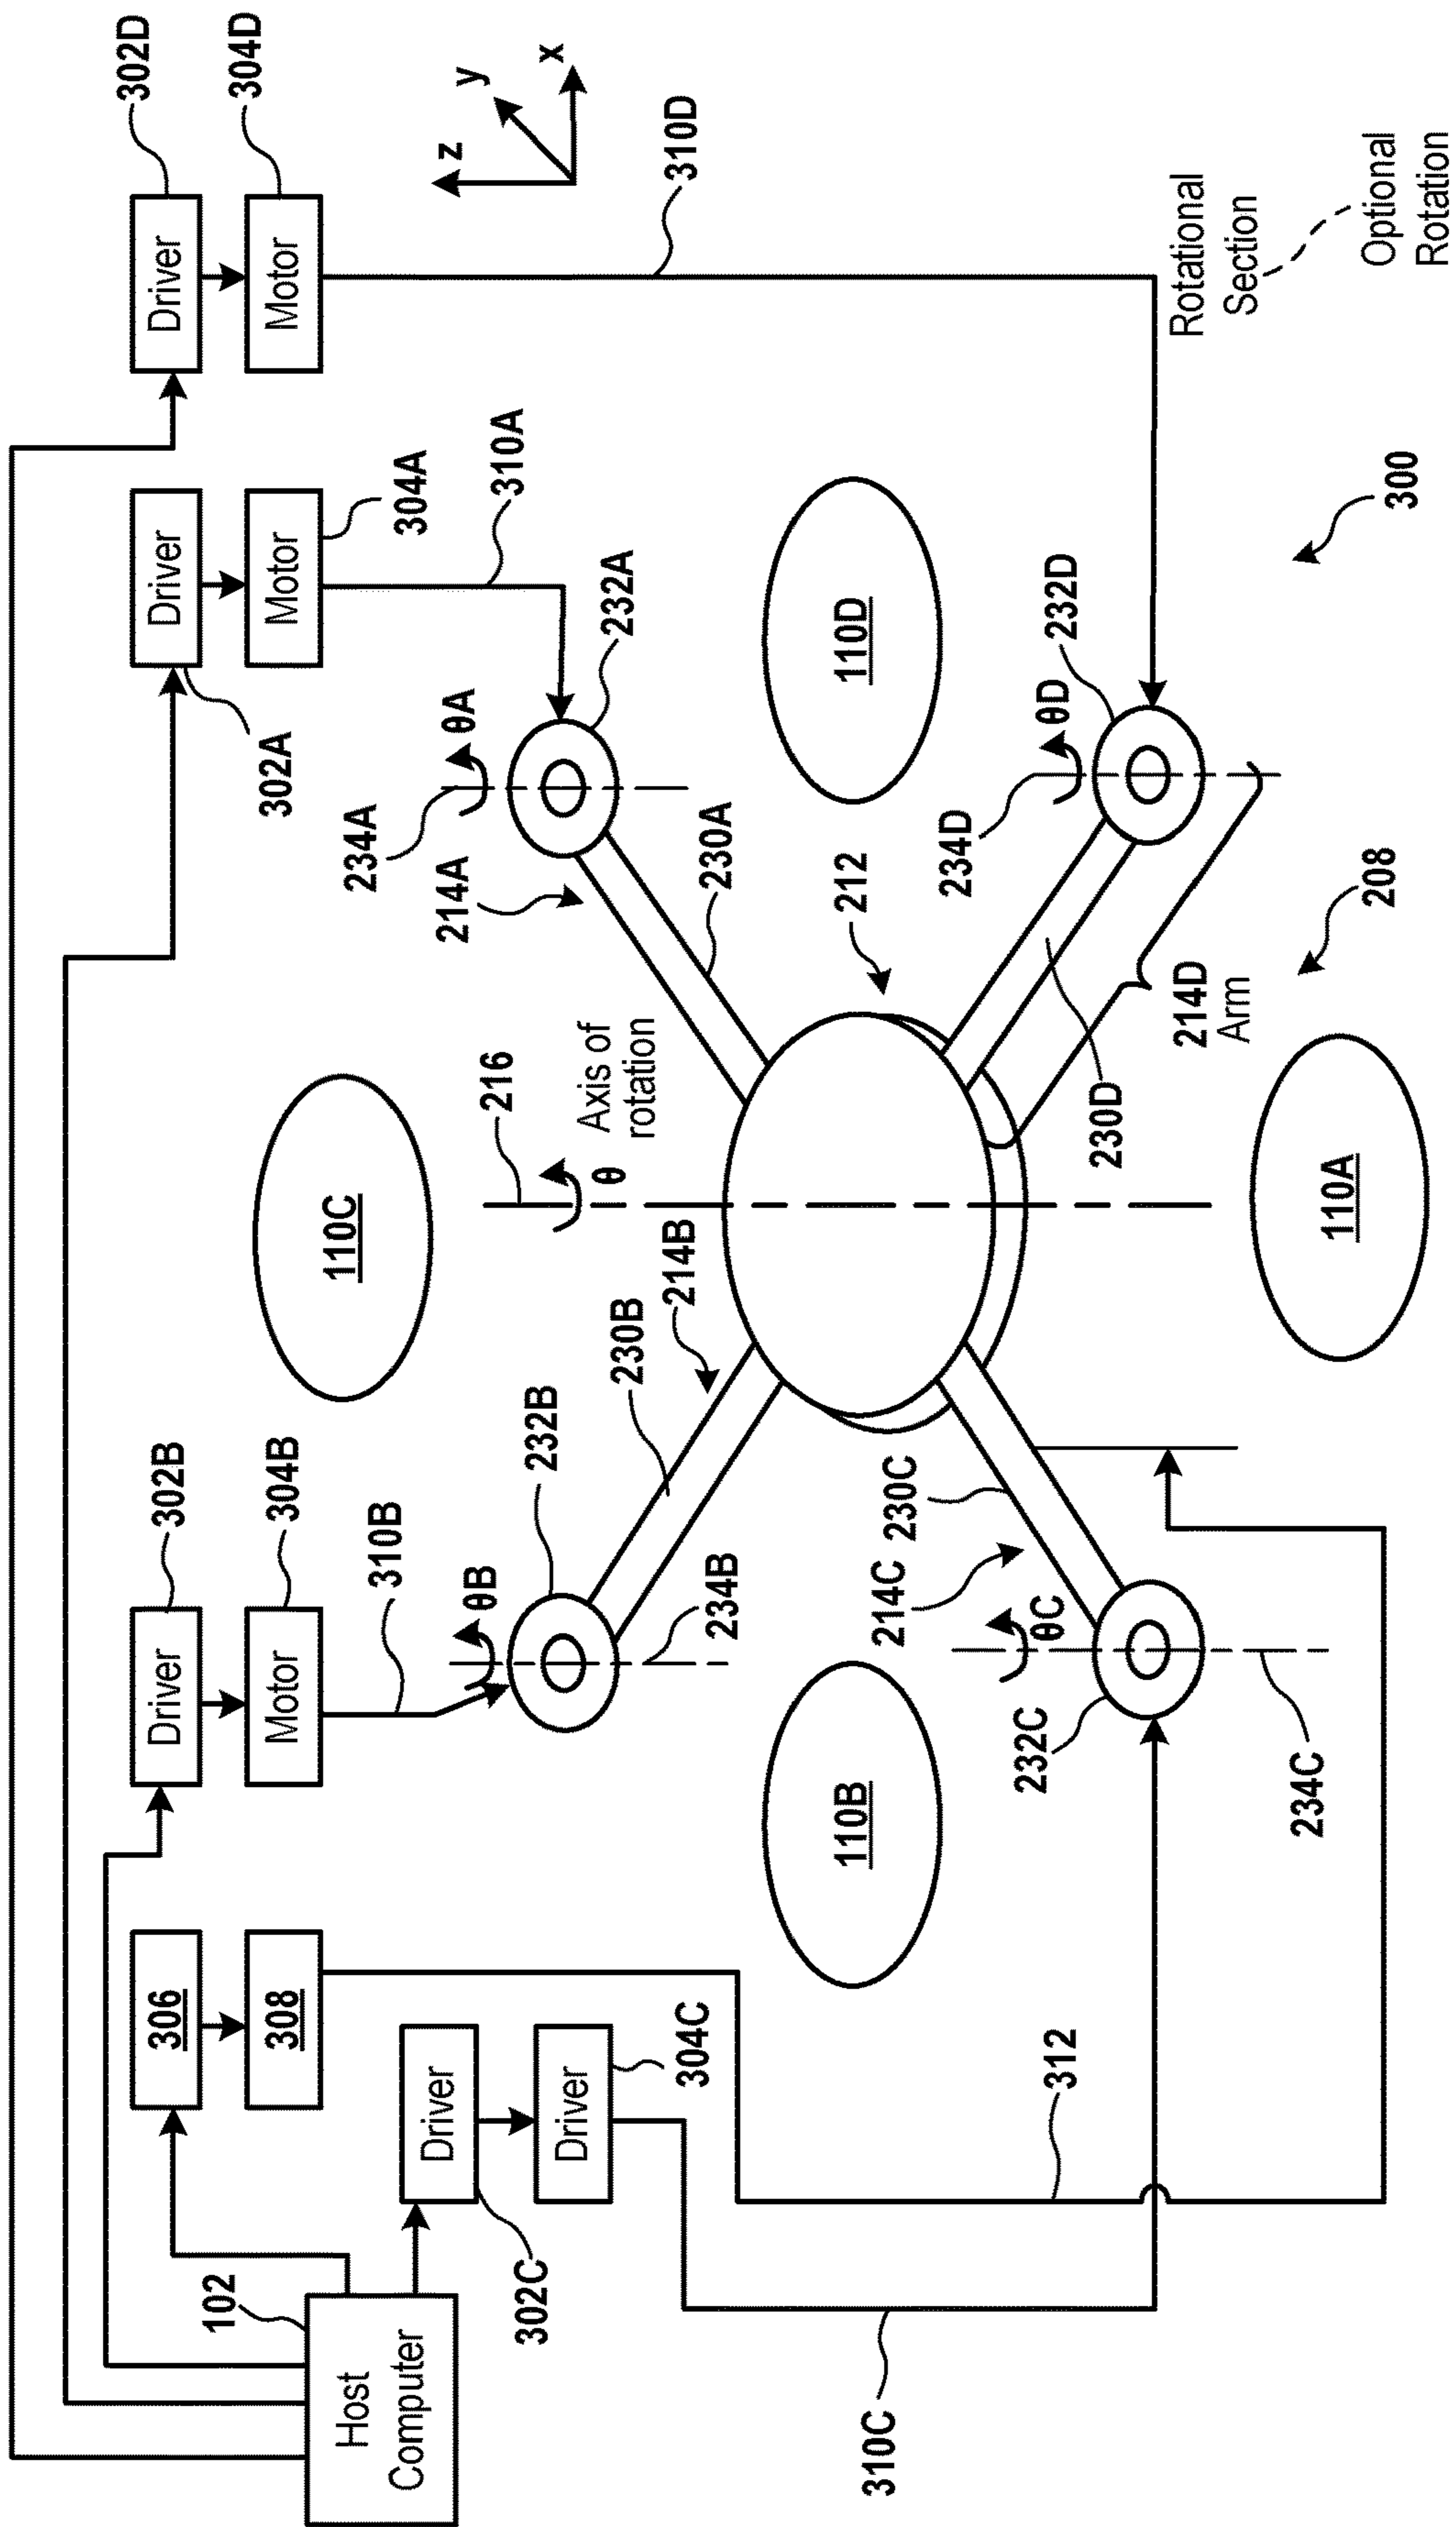 302D
304D
z
y
x
310D
Driver
Motor
302A
Driver
Motor
304A
310A
302B
Driver
Motor
304B
310B
306
308
102
Host
Computer
302C
Driver
Driver
304C
310C
312
110C
216
θ
Axis of
rotation
234A
θA
232A
214A
230A
θB
232B
234B
230B
214B
212
110D
110B
θC
232C
234C
214C
230C
234D
θD
232D
230D
214D
Arm
110A
208
300
Rotational
Section
Optional
Rotation